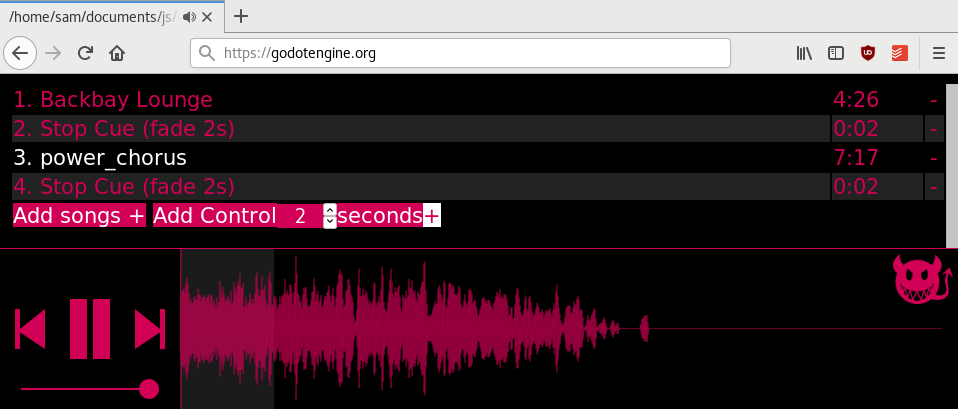 /home/sam/documents/js/
https://godotengine.org
1. Backbay Lounge 4:26 -
2. Stop Cue (fade 2s) 0:02 -
3. power_chorus 7:17 -
4. Stop Cue (fade 2s) 0:02 -
Add songs + Add Control 2 seconds +